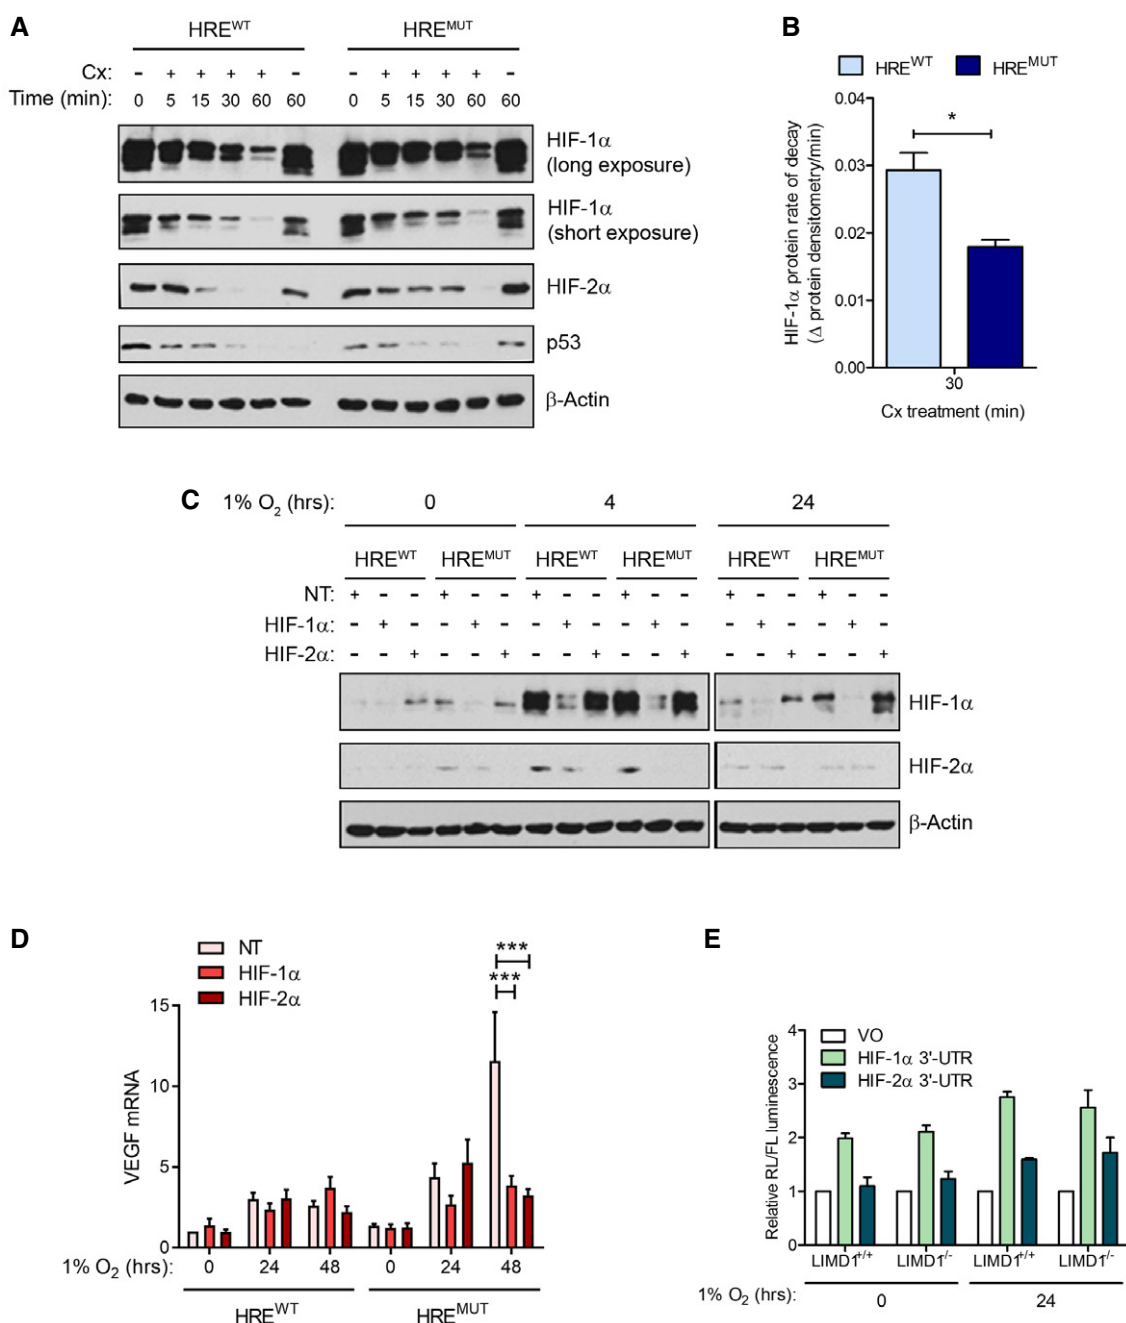 A
HRE^WT HRE^MUT
Cx: - + + + + - - + + + + -
Time (min): 0 5 15 30 60 60 0 5 15 30 60 60
HIF-1α
(long exposure)
HIF-1α
(short exposure)
HIF-2α
p53
β-Actin
B
HRE^WT HRE^MUT
HIF-1α protein rate of decay
(Δ protein densitometry/min)
0.04
*
0.03
0.02
0.01
0.00
30
Cx treatment (min)
C
1% O₂ (hrs): 0 4 24
HRE^WT HRE^MUT HRE^WT HRE^MUT HRE^WT HRE^MUT
NT: + - - + - - + - - + - - + - - + - -
HIF-1α: - + - - + - - + - - + - - + - - + -
HIF-2α: - - + - - + - - + - - + - - + - - +
HIF-1α
HIF-2α
β-Actin
D
NT
HIF-1α
HIF-2α
***
***
VEGF mRNA
15
10
5
0
1% O₂ (hrs): 0 24 48 0 24 48
HRE^WT HRE^MUT
E
VO
HIF-1α 3'-UTR
HIF-2α 3'-UTR
Relative RL/FL luminescence
4
3
2
1
0
LIMD1^+/+ LIMD1^-/- LIMD1^+/+ LIMD1^-/-
1% O₂ (hrs): 0 24